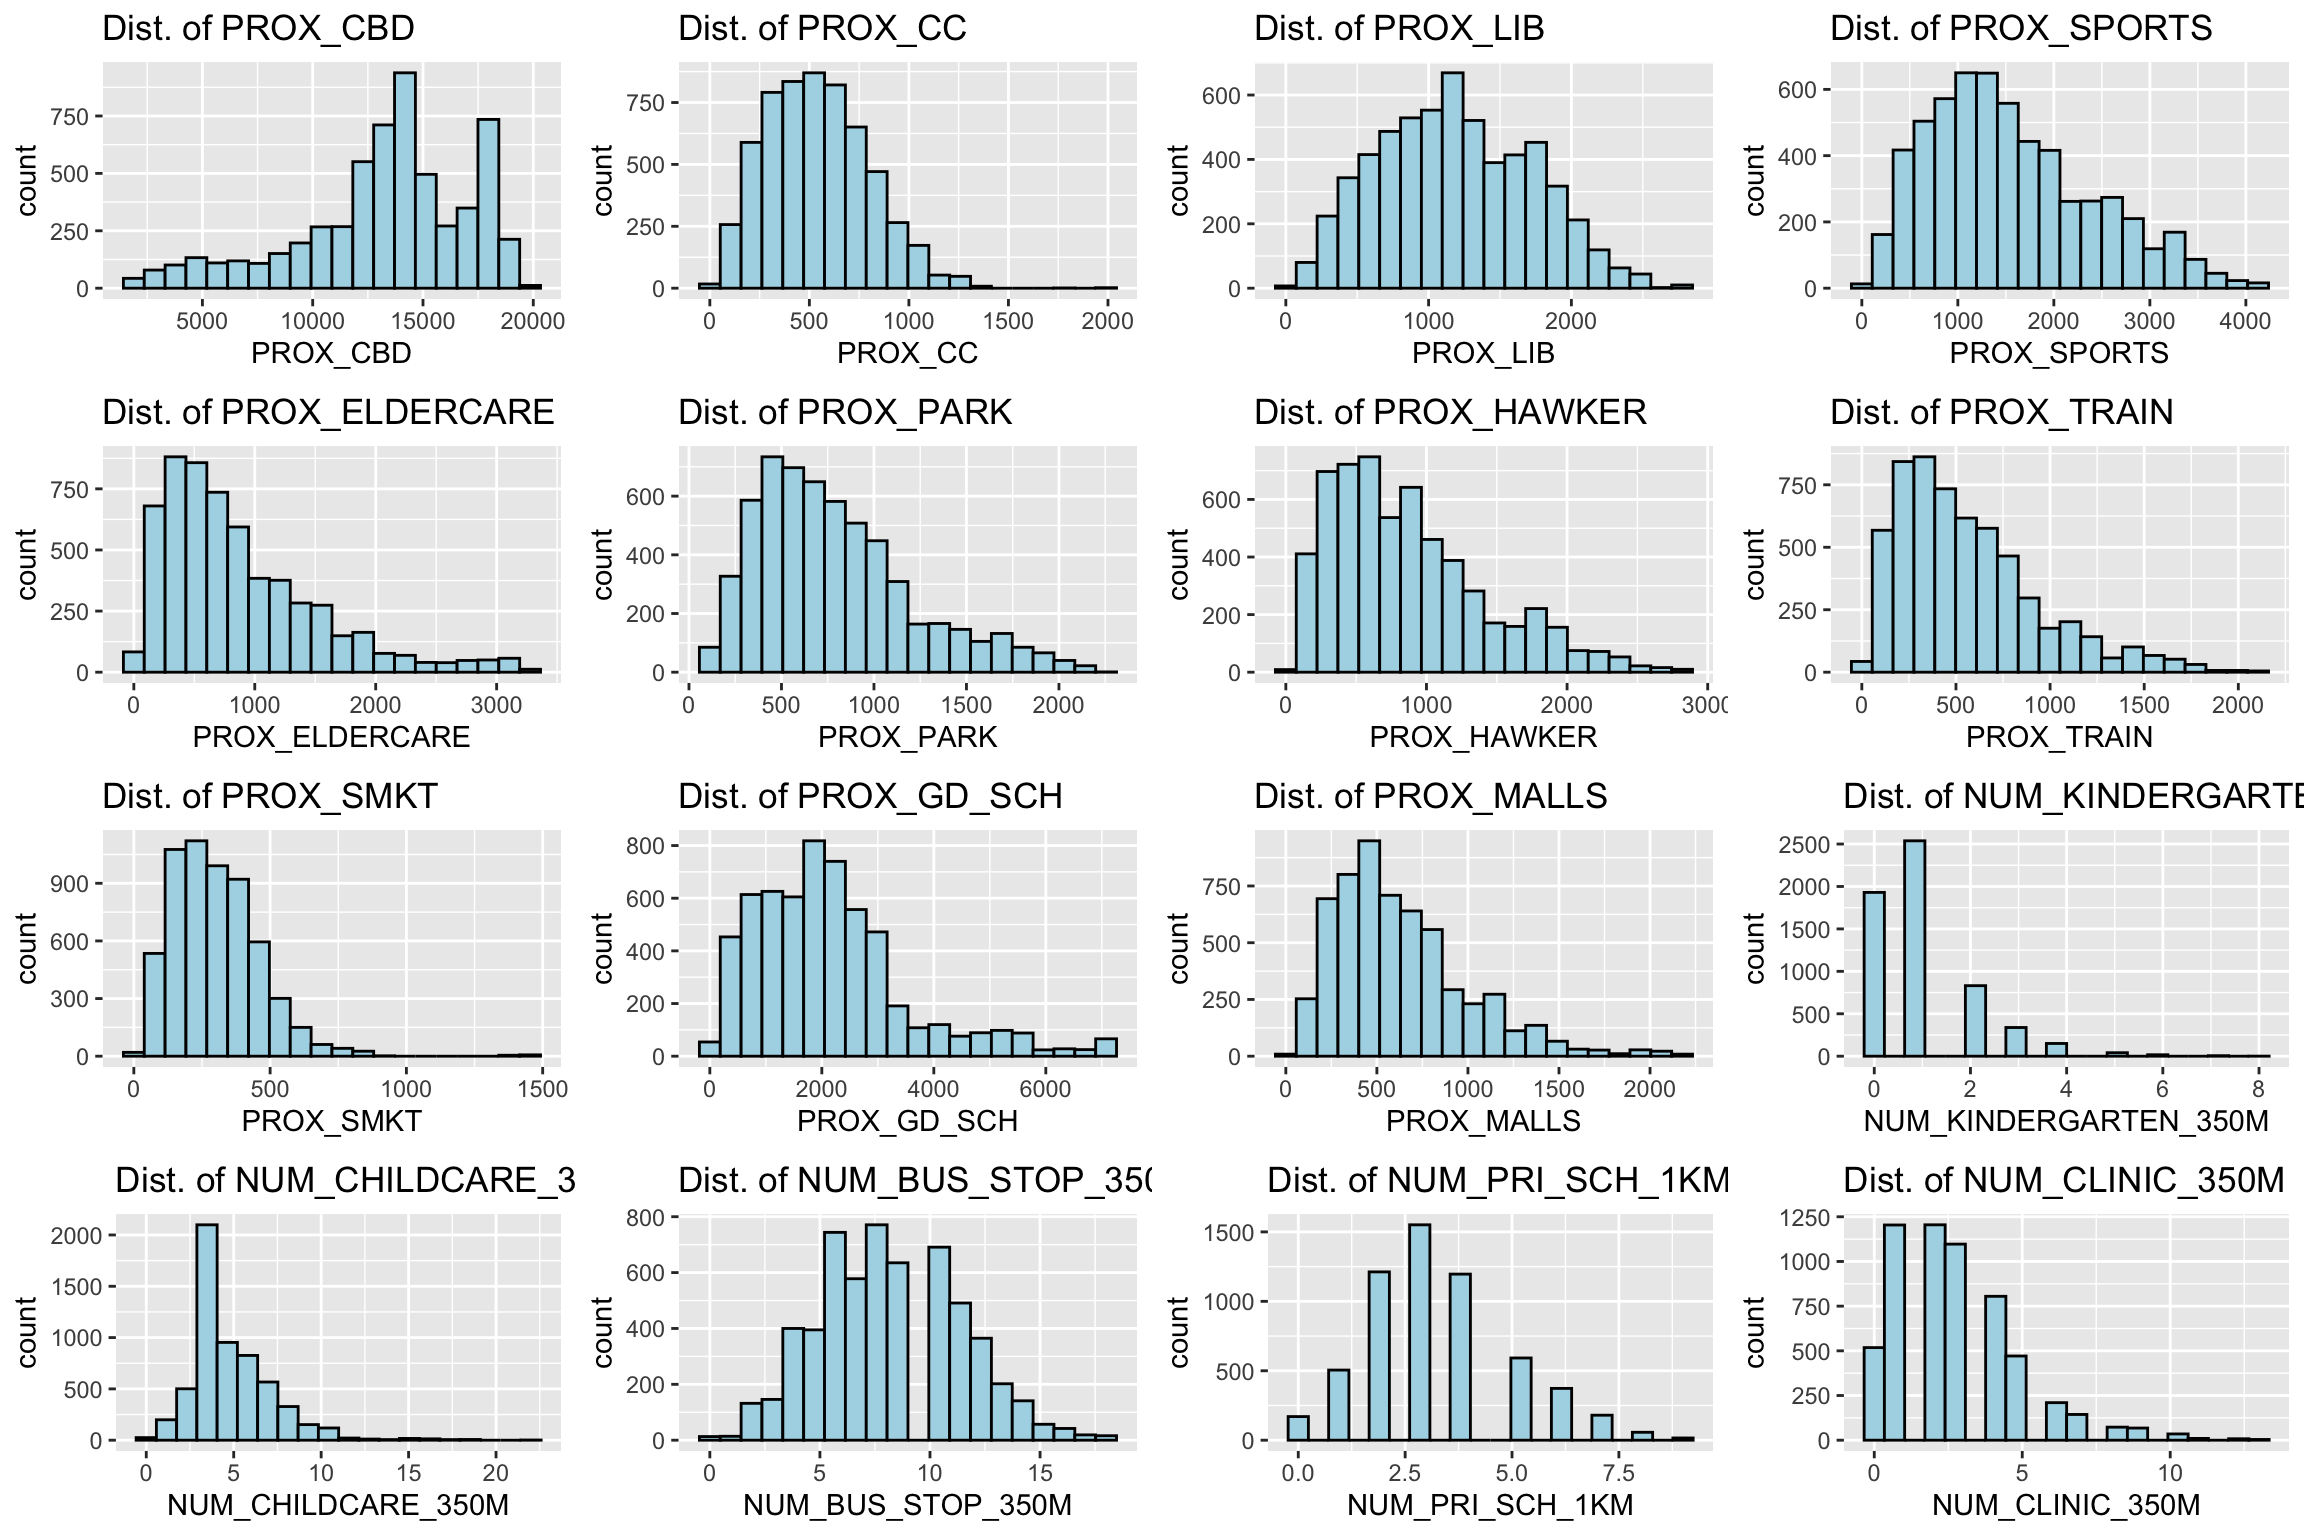 Dist. of PROX_CBD
count
750
500
250
0
5000 10000 15000 20000
PROX_CBD
Dist. of PROX_CC
count
750
500
250
0
0 500 1000 1500 2000
PROX_CC
Dist. of PROX_LIB
count
600
400
200
0
0 1000 2000
PROX_LIB
Dist. of PROX_SPORTS
count
600
400
200
0
0 1000 2000 3000 4000
PROX_SPORTS
Dist. of PROX_ELDERCARE
count
750
500
250
0
0 1000 2000 3000
PROX_ELDERCARE
Dist. of PROX_PARK
count
600
400
200
0
0 500 1000 1500 2000
PROX_PARK
Dist. of PROX_HAWKER
count
600
400
200
0
0 1000 2000 3000
PROX_HAWKER
Dist. of PROX_TRAIN
count
750
500
250
0
0 500 1000 1500 2000
PROX_TRAIN
Dist. of PROX_SMKT
count
900
600
300
0
0 500 1000 1500
PROX_SMKT
Dist. of PROX_GD_SCH
count
800
600
400
200
0
0 2000 4000 6000
PROX_GD_SCH
Dist. of PROX_MALLS
count
750
500
250
0
0 500 1000 1500 2000
PROX_MALLS
Dist. of NUM_KINDERGARTE
count
2500
2000
1500
1000
500
0
0 2 4 6 8
NUM_KINDERGARTEN_350M
Dist. of NUM_CHILDCARE_3
count
2000
1500
1000
500
0
0 5 10 15 20
NUM_CHILDCARE_350M
Dist. of NUM_BUS_STOP_350
count
800
600
400
200
0
0 5 10 15
NUM_BUS_STOP_350M
Dist. of NUM_PRI_SCH_1KM
count
1500
1000
500
0
0.0 2.5 5.0 7.5
NUM_PRI_SCH_1KM
Dist. of NUM_CLINIC_350M
count
1250
1000
750
500
250
0
0 5 10
NUM_CLINIC_350M